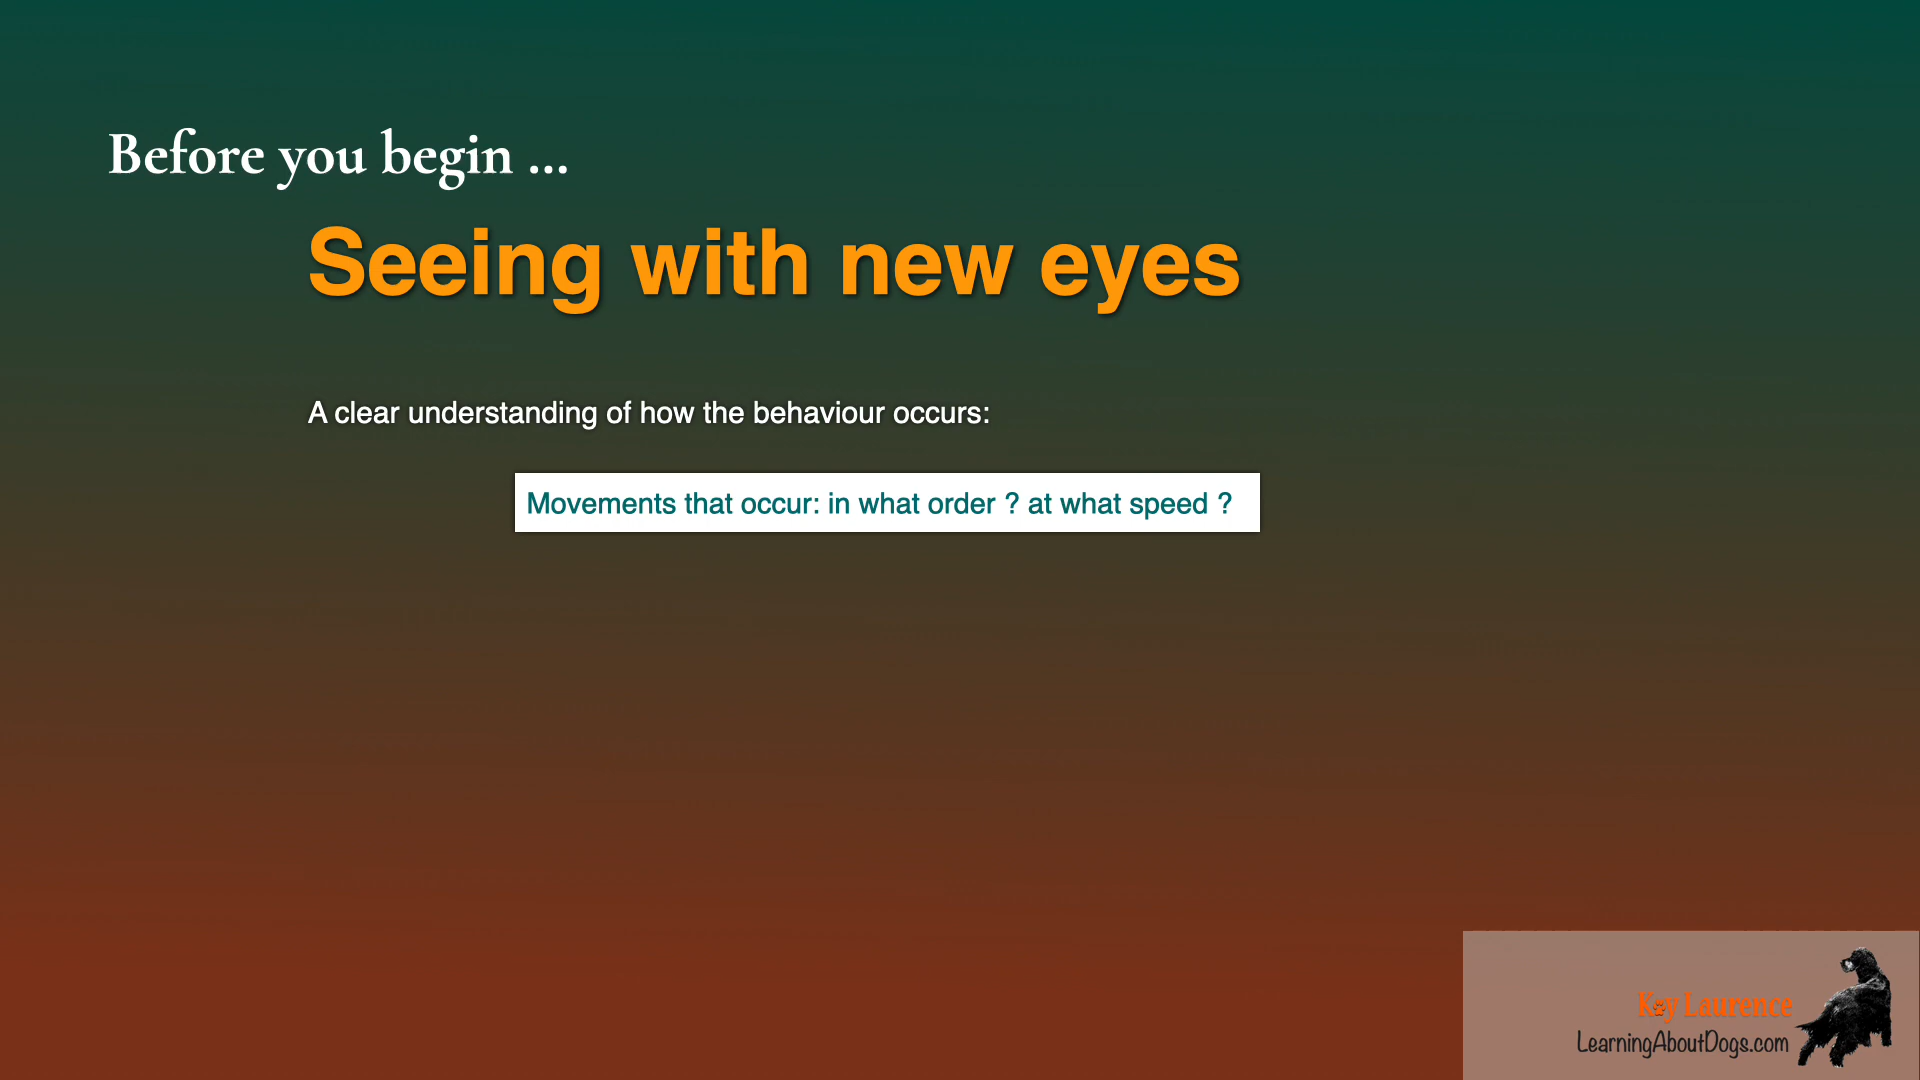 Before you begin ...
Seeing with new eyes
A clear understanding of how the behaviour occurs:
Movements that occur: in what order ? at what speed ?
Kay Laurence
LearningAboutDogs.com